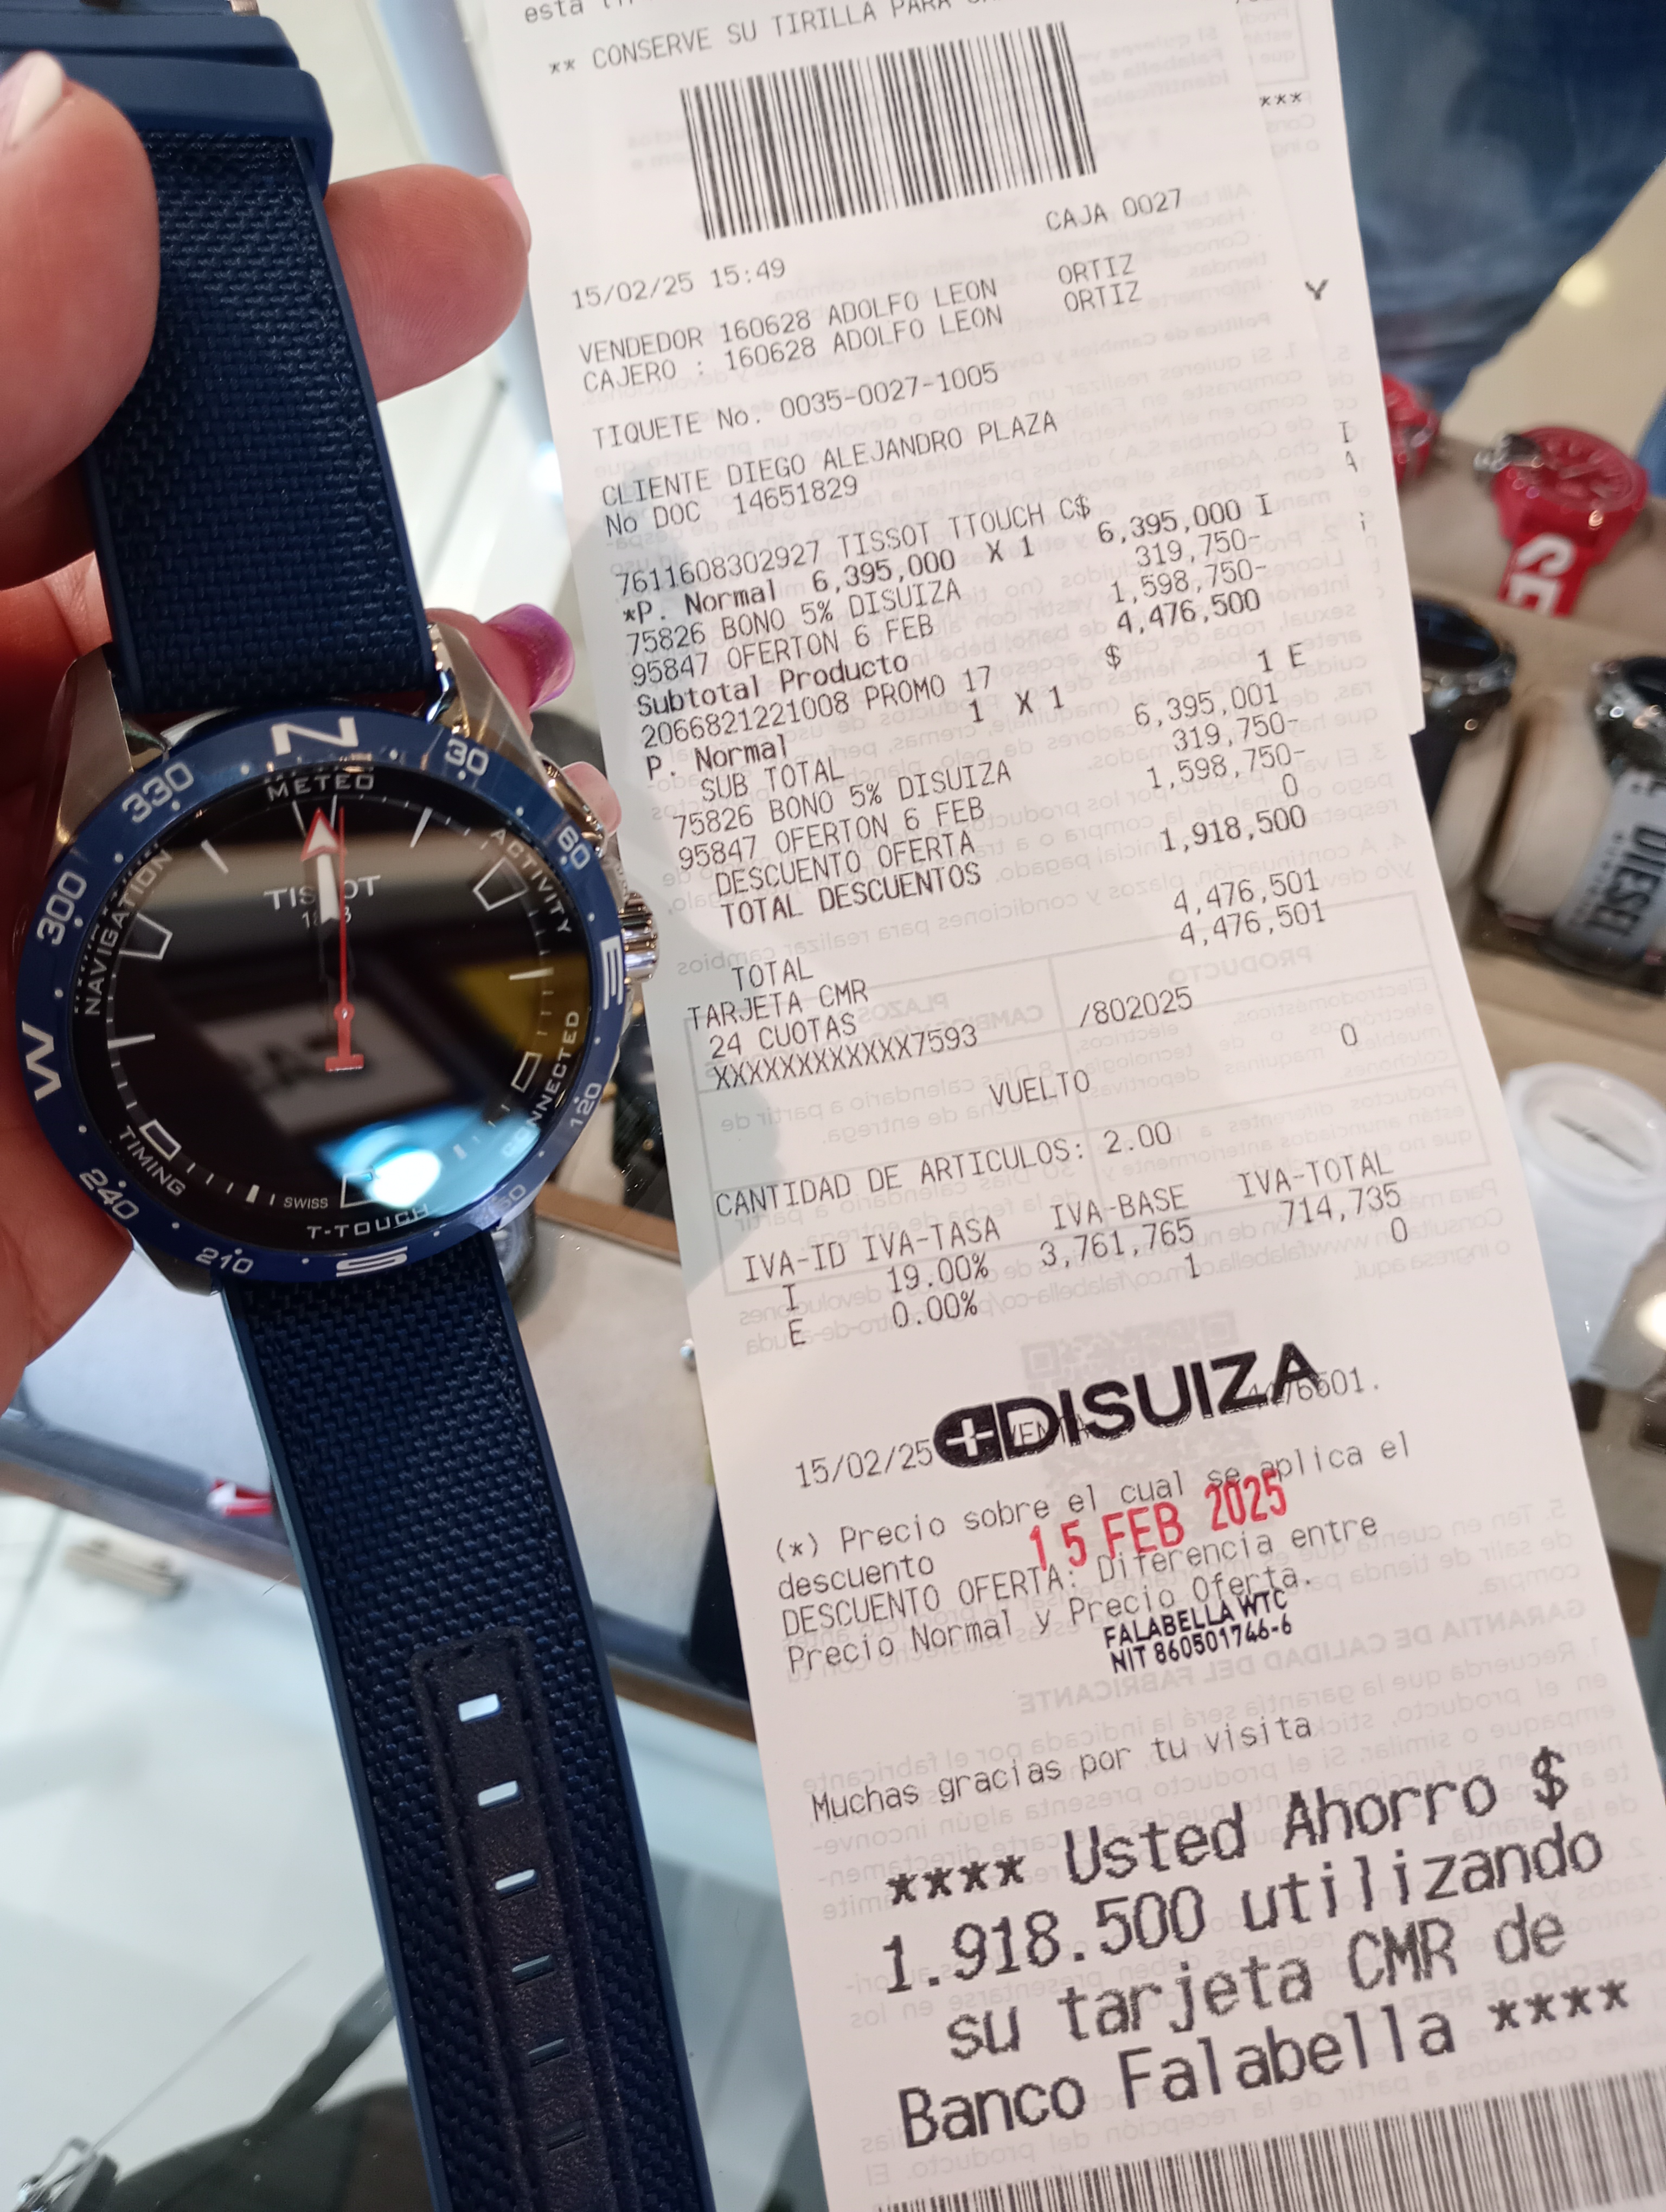 ** CONSERVE SU TIRILLA PARA
***
CAJA 0027
15/02/25 15:49
VENDEDOR 160628 ADOLFO LEON ORTIZ
CAJERO : 160628 ADOLFO LEON ORTIZ
TIQUETE No. 0035-0027-1005
CLIENTE DIEGO ALEJANDRO PLAZA
No DOC 14651829
7611608302927 TISSOT TTOUCH C$
*P. Normal 6,395,000 X 1 6,395,000 I
75826 BONO 5% DISUIZA 319,750-
95847 OFERTON 6 FEB 1,598,750-
Subtotal Producto $ 4,476,500
2066821221008 PROMO 17
P. Normal 1 X 1 1 E
SUB TOTAL 6,395,001
75826 BONO 5% DISUIZA 319,750-
95847 OFERTON 6 FEB 1,598,750-
DESCUENTO OFERTA 0
TOTAL DESCUENTOS 1,918,500
TOTAL 4,476,501
TARJETA CMR 4,476,501
24 CUOTAS
XXXXXXXXXXXX7593 /802025
VUELTO 0
CANTIDAD DE ARTICULOS: 2.00
IVA-ID IVA-TASA IVA-BASE IVA-TOTAL
I 19.00% 3,761,765 714,735
E 0.00% 1 0
DISUIZA
15/02/25
(*) Precio sobre el cual se aplica el
descuento
15 FEB 2025
DESCUENTO OFERTA: Diferencia entre
Precio Normal y Precio Oferta.
FALABELLA WTC
NIT 860501746-6
Muchas gracias por tu visita
**** Usted Ahorro $
1.918.500 utilizando
su tarjeta CMR de
Banco Falabella ****
N
30
60
E
120
150
S
210
240
W
300
330
METEO
ACTIVITY
CONNECTED
T-TOUCH
SWISS
TIMING
NAVIGATION
TISSOT
DIESEL